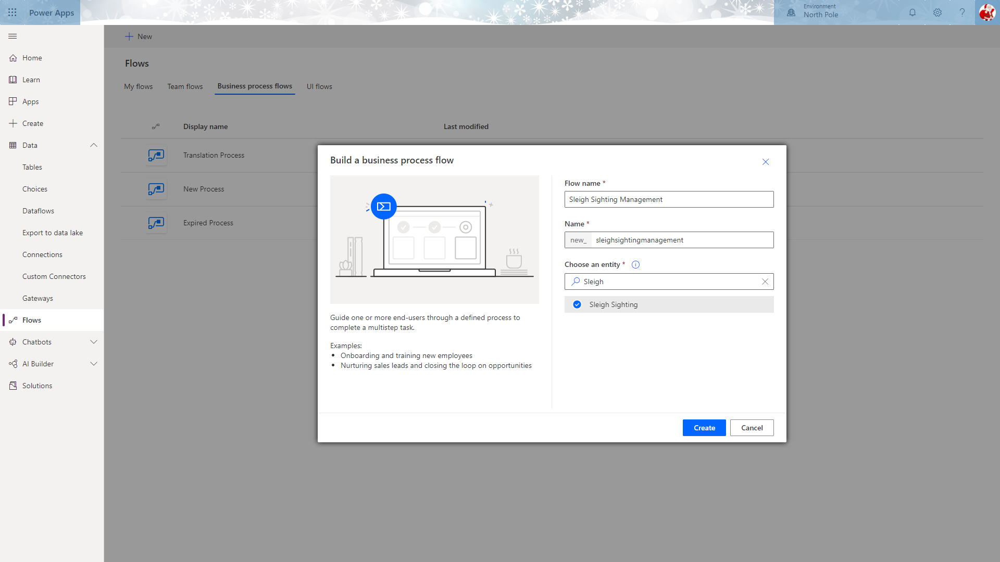 Power Apps
Environment
North Pole
New
Home
Learn
Apps
Create
Data
Tables
Choices
Dataflows
Export to data lake
Connections
Custom Connectors
Gateways
Flows
Chatbots
AI Builder
Solutions
Flows
My flows
Team flows
Business process flows
UI flows
Display name
Last modified
Translation Process
New Process
Expired Process
Build a business process flow
Guide one or more end-users through a defined process to
complete a multistep task.
Examples:
• Onboarding and training new employees
• Nurturing sales leads and closing the loop on opportunities
Flow name *
Sleigh Sighting Management
Name *
new_ sleighsightingmanagement
Choose an entity *
Sleigh
Sleigh Sighting
Create
Cancel